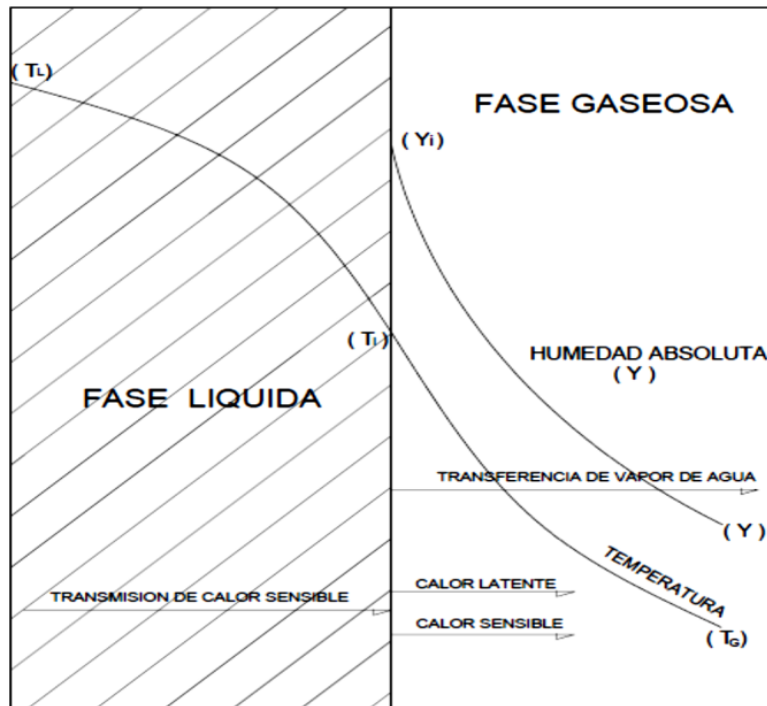 ( TL )
FASE GASEOSA
( Yi )
( Ti )
HUMEDAD ABSOLUTA
( Y )
FASE LIQUIDA
TRANSFERENCIA DE VAPOR DE AGUA
( Y )
TEMPERATURA
CALOR LATENTE
TRANSMISION DE CALOR SENSIBLE
CALOR SENSIBLE
( TG )